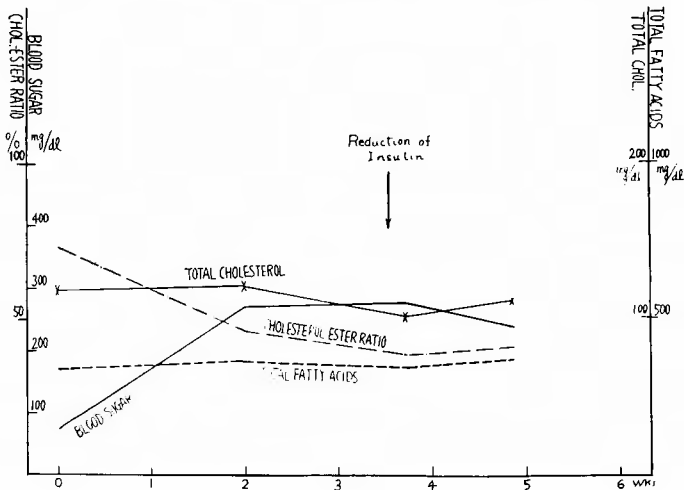 CHOL-ESTER RATIO
BLOOD SUGAR
% mg/dl
100
400
300
50
200
100
TOTAL FATTY ACIDS
TOTAL CHOL.
200 1000
mg/dl mg/dl
100 500
Reduction of
Insulin
TOTAL CHOLESTEROL
CHOLESTEROL ESTER RATIO
TOTAL FATTY ACIDS
BLOOD SUGAR
0 1 2 3 4 5 6 WKS